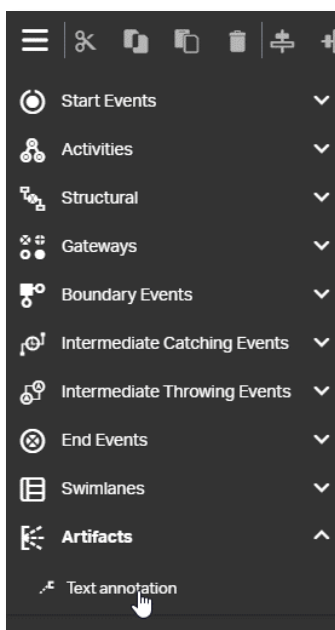 Start Events
Activities
Structural
Gateways
Boundary Events
Intermediate Catching Events
Intermediate Throwing Events
End Events
Swimlanes
Artifacts
Text annotation